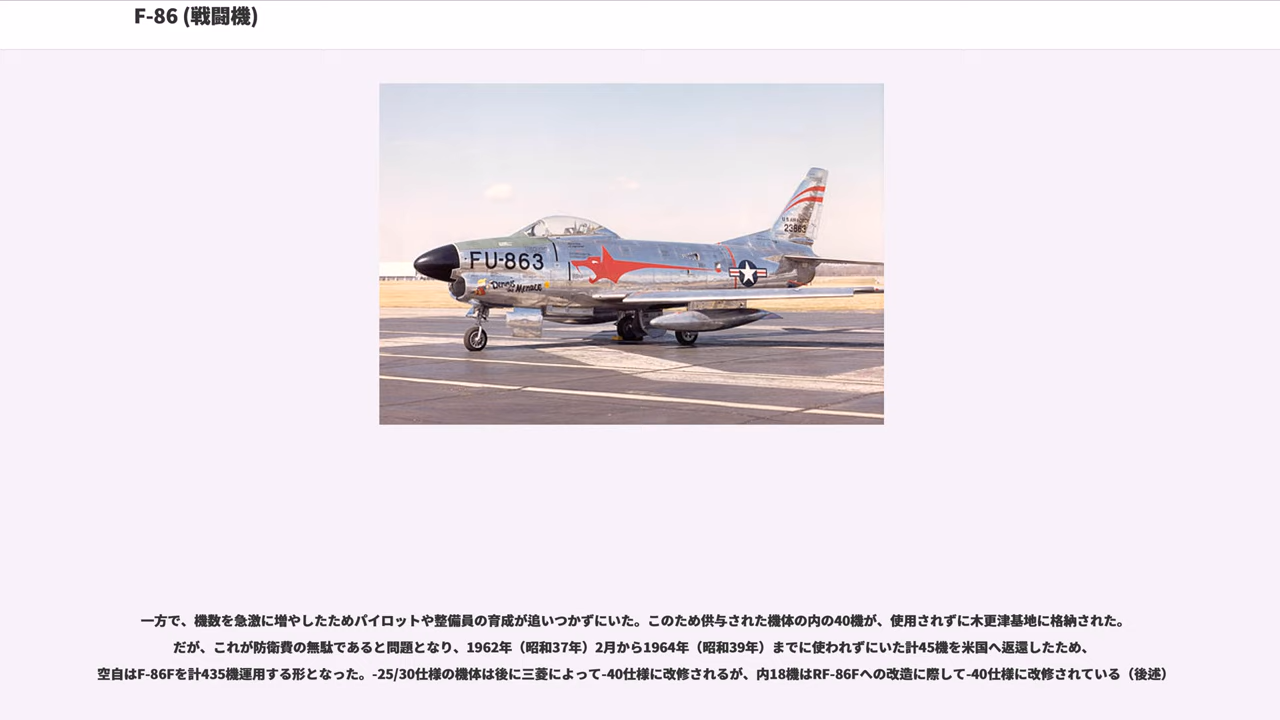 F-86 (戦闘機)
FU-863
23863
一方で、機数を急激に増やしたためパイロットや整備員の育成が追いつかずにいた。このため供与された機体の内の40機が、使用されずに木更津基地に格納された。
だが、これが防衛費の無駄であると問題となり、1962年（昭和37年）2月から1964年（昭和39年）までに使われずにいた計45機を米国へ返還したため、
空自はF-86Fを計435機運用する形となった。-25/30仕様の機体は後に三菱によって-40仕様に改修されるが、内18機はRF-86Fへの改造に際して-40仕様に改修されている（後述）